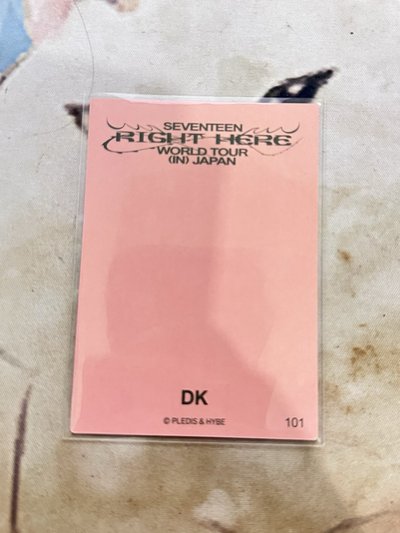 SEVENTEEN
RIGHT HERE
WORLD TOUR
(IN) JAPAN
DK
© PLEDIS & HYBE
101